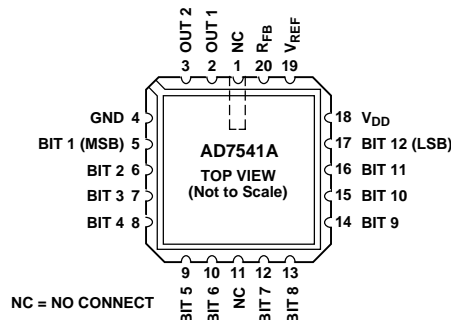 OUT 2
OUT 1
NC
RFB
VREF
3 2 1 20 19
GND 4
BIT 1 (MSB) 5
BIT 2 6
BIT 3 7
BIT 4 8
AD7541A
TOP VIEW
(Not to Scale)
18 VDD
17 BIT 12 (LSB)
16 BIT 11
15 BIT 10
14 BIT 9
9 10 11 12 13
BIT 5
BIT 6
NC
BIT 7
BIT 8
NC = NO CONNECT